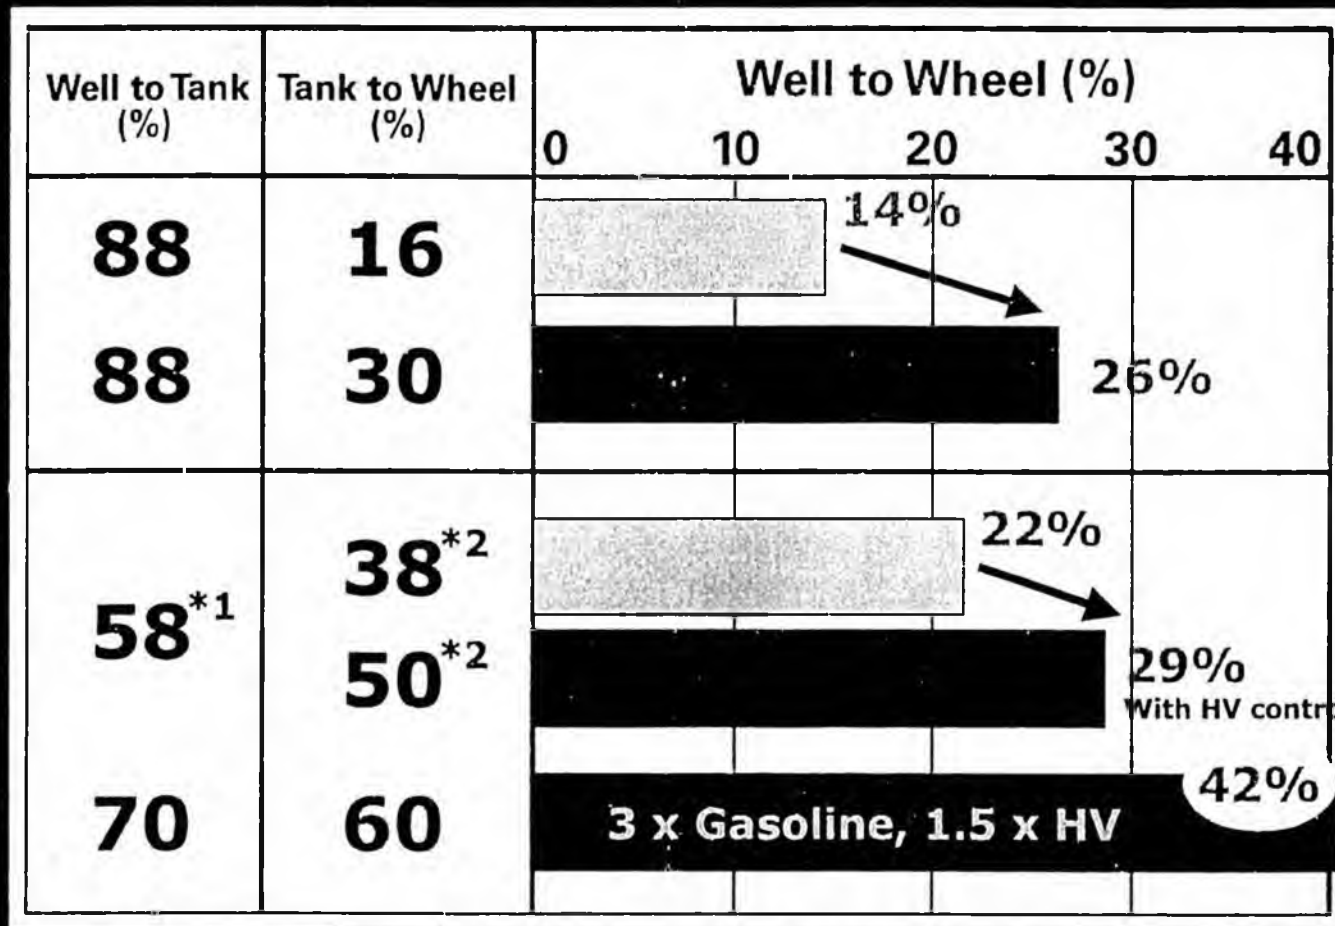 Well to Tank
(%)
Tank to Wheel
(%)
Well to Wheel (%)
0 10 20 30 40
88 16 14%
88 30 26%
58*1
38*2 22%
50*2 29%
With HV contr
70 60 3 x Gasoline, 1.5 x HV 42%